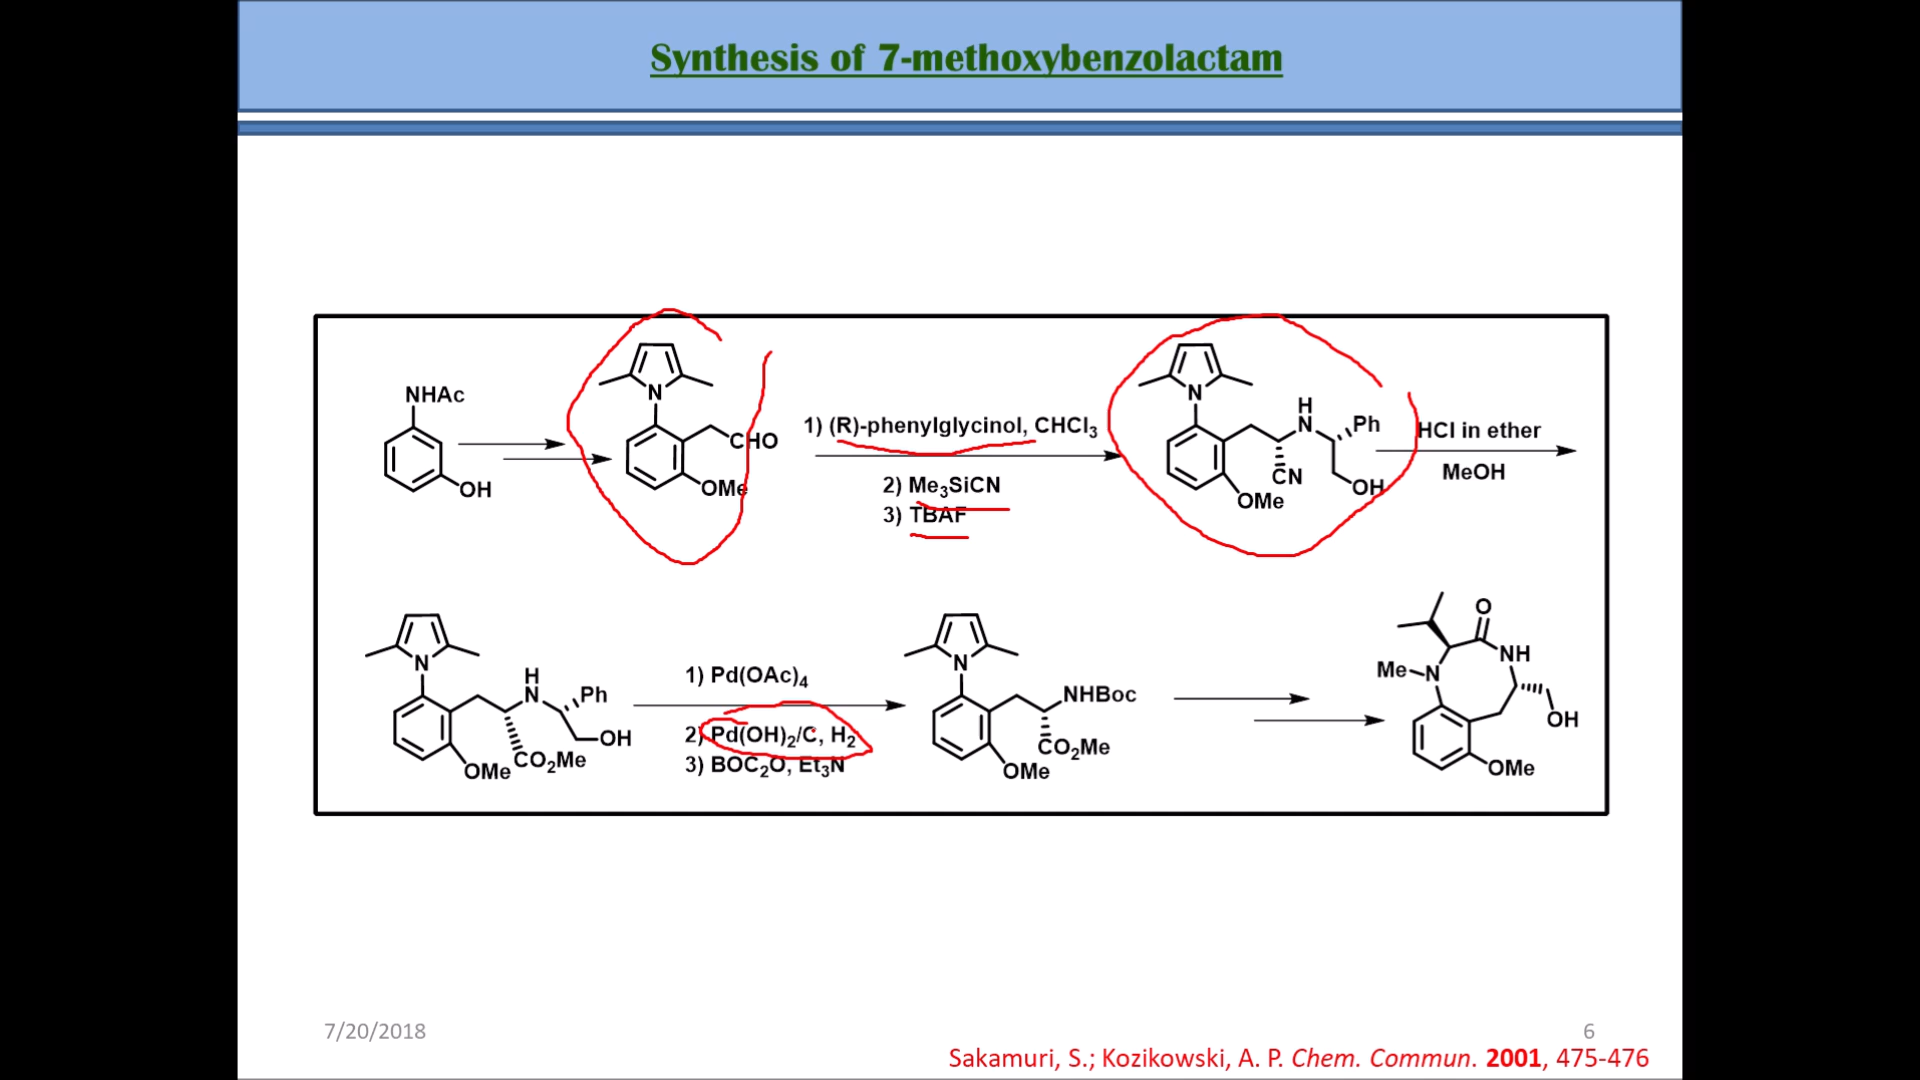 Synthesis of 7-methoxybenzolactam
NHAc
OH
N
CHO
OMe
1) (R)-phenylglycinol, CHCl₃
2) Me₃SiCN
3) TBAF
N
H
N
Ph
CN
OH
OMe
HCl in ether
MeOH
N
H
N
Ph
OH
CO₂Me
OMe
1) Pd(OAc)₄
2) Pd(OH)₂/C, H₂
3) BOC₂O, Et₃N
N
NHBoc
CO₂Me
OMe
O
NH
Me
N
OH
OMe
7/20/2018
6
Sakamuri, S.; Kozikowski, A. P. Chem. Commun. 2001, 475-476